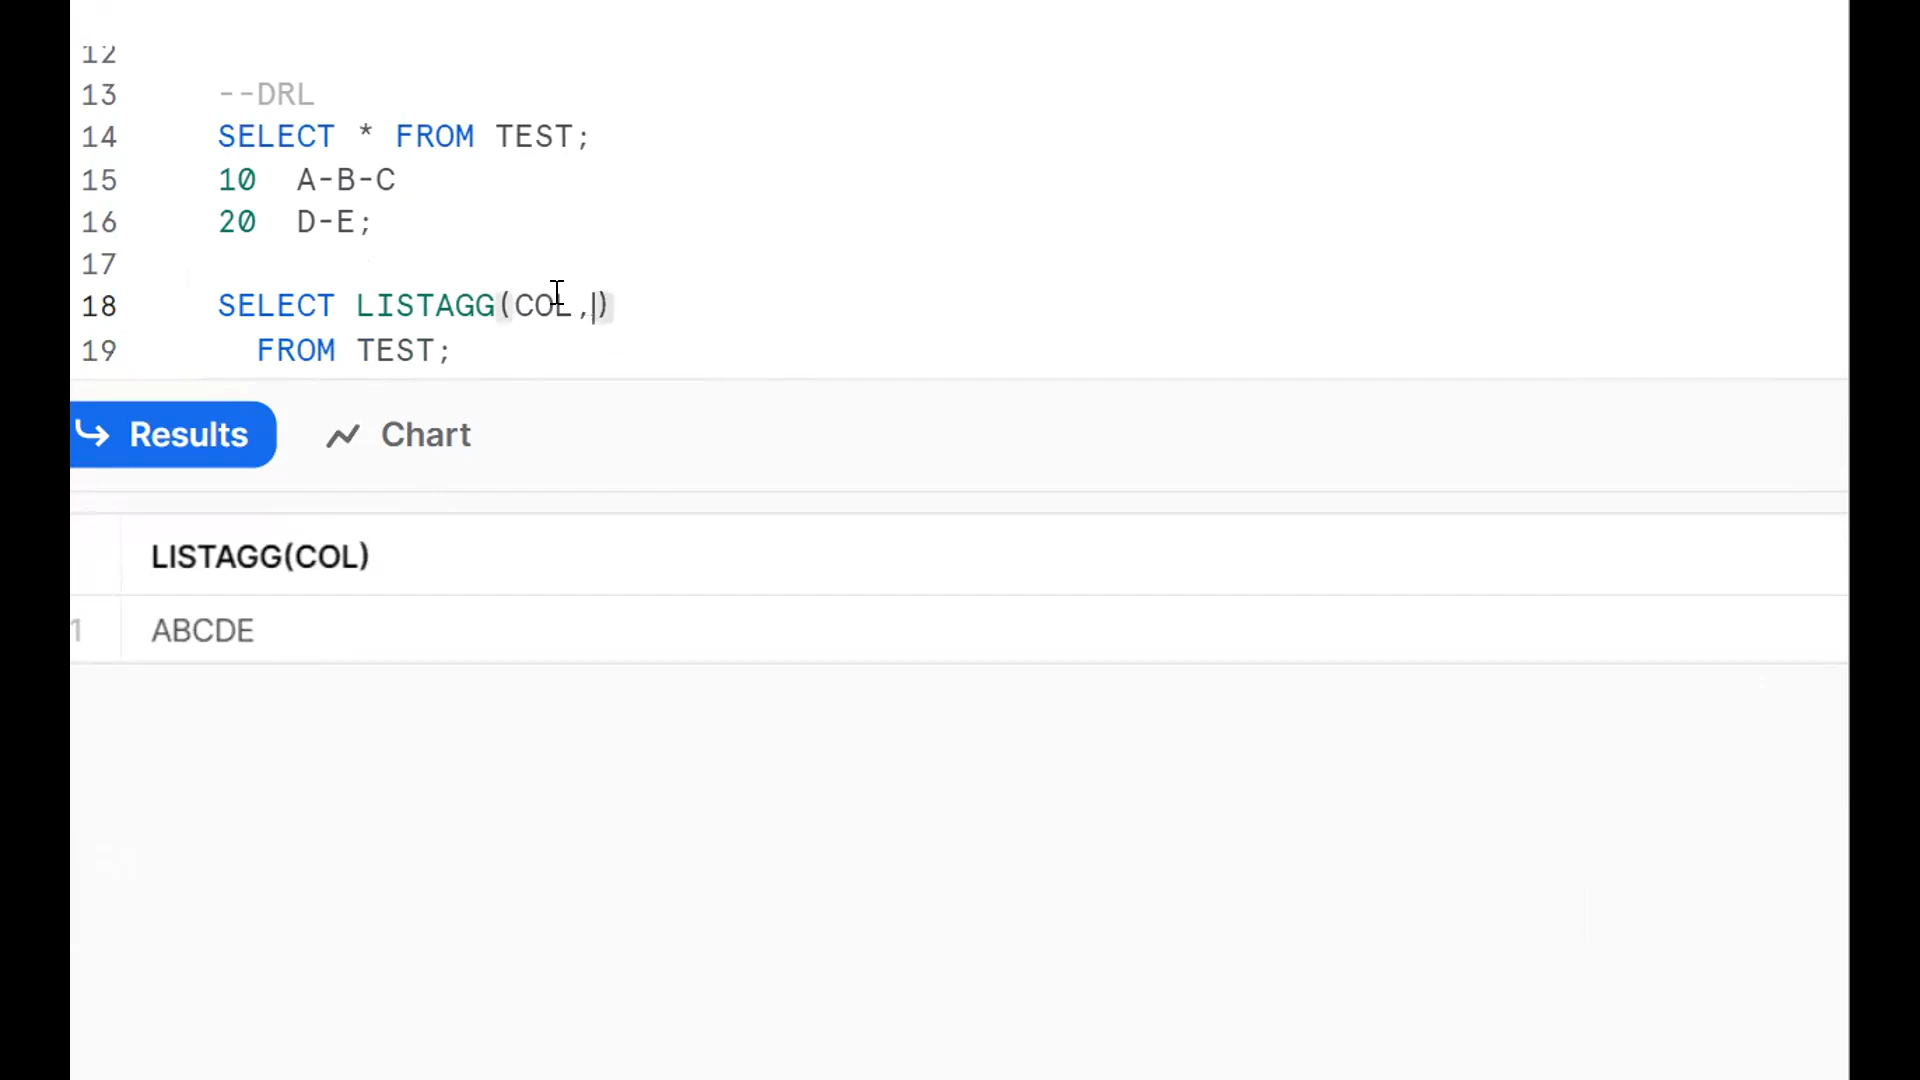 12
13 --DRL
14 SELECT * FROM TEST;
15 10 A-B-C
16 20 D-E;
17
18 SELECT LISTAGG(COL,)
19 FROM TEST;
Results Chart
LISTAGG(COL)
1 ABCDE